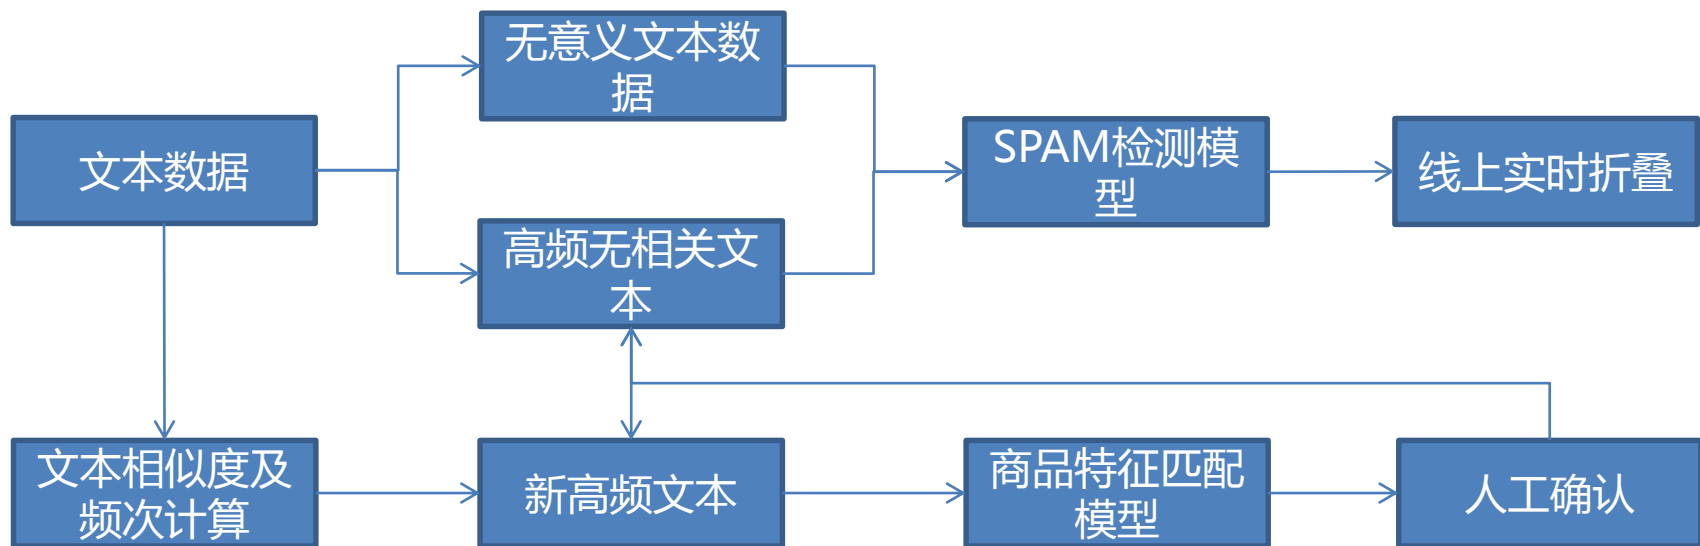 无意义文本数
据
文本数据
SPAM检测模
型
线上实时折叠
高频无相关文
本
文本相似度及
频次计算
新高频文本
商品特征匹配
模型
人工确认